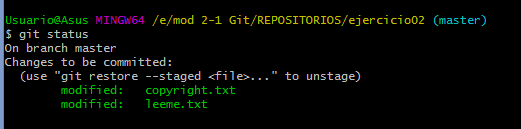 Usuario@Asus MINGW64 /e/mod 2-1 Git/REPOSITORIOS/ejercicio02 (master)
$ git status
On branch master
Changes to be committed:
  (use "git restore --staged <file>..." to unstage)
        modified:   copyright.txt
        modified:   leeme.txt